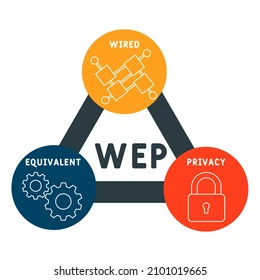 WIRED
WEP
EQUIVALENT
PRIVACY
shutterstock.com · 2101019665